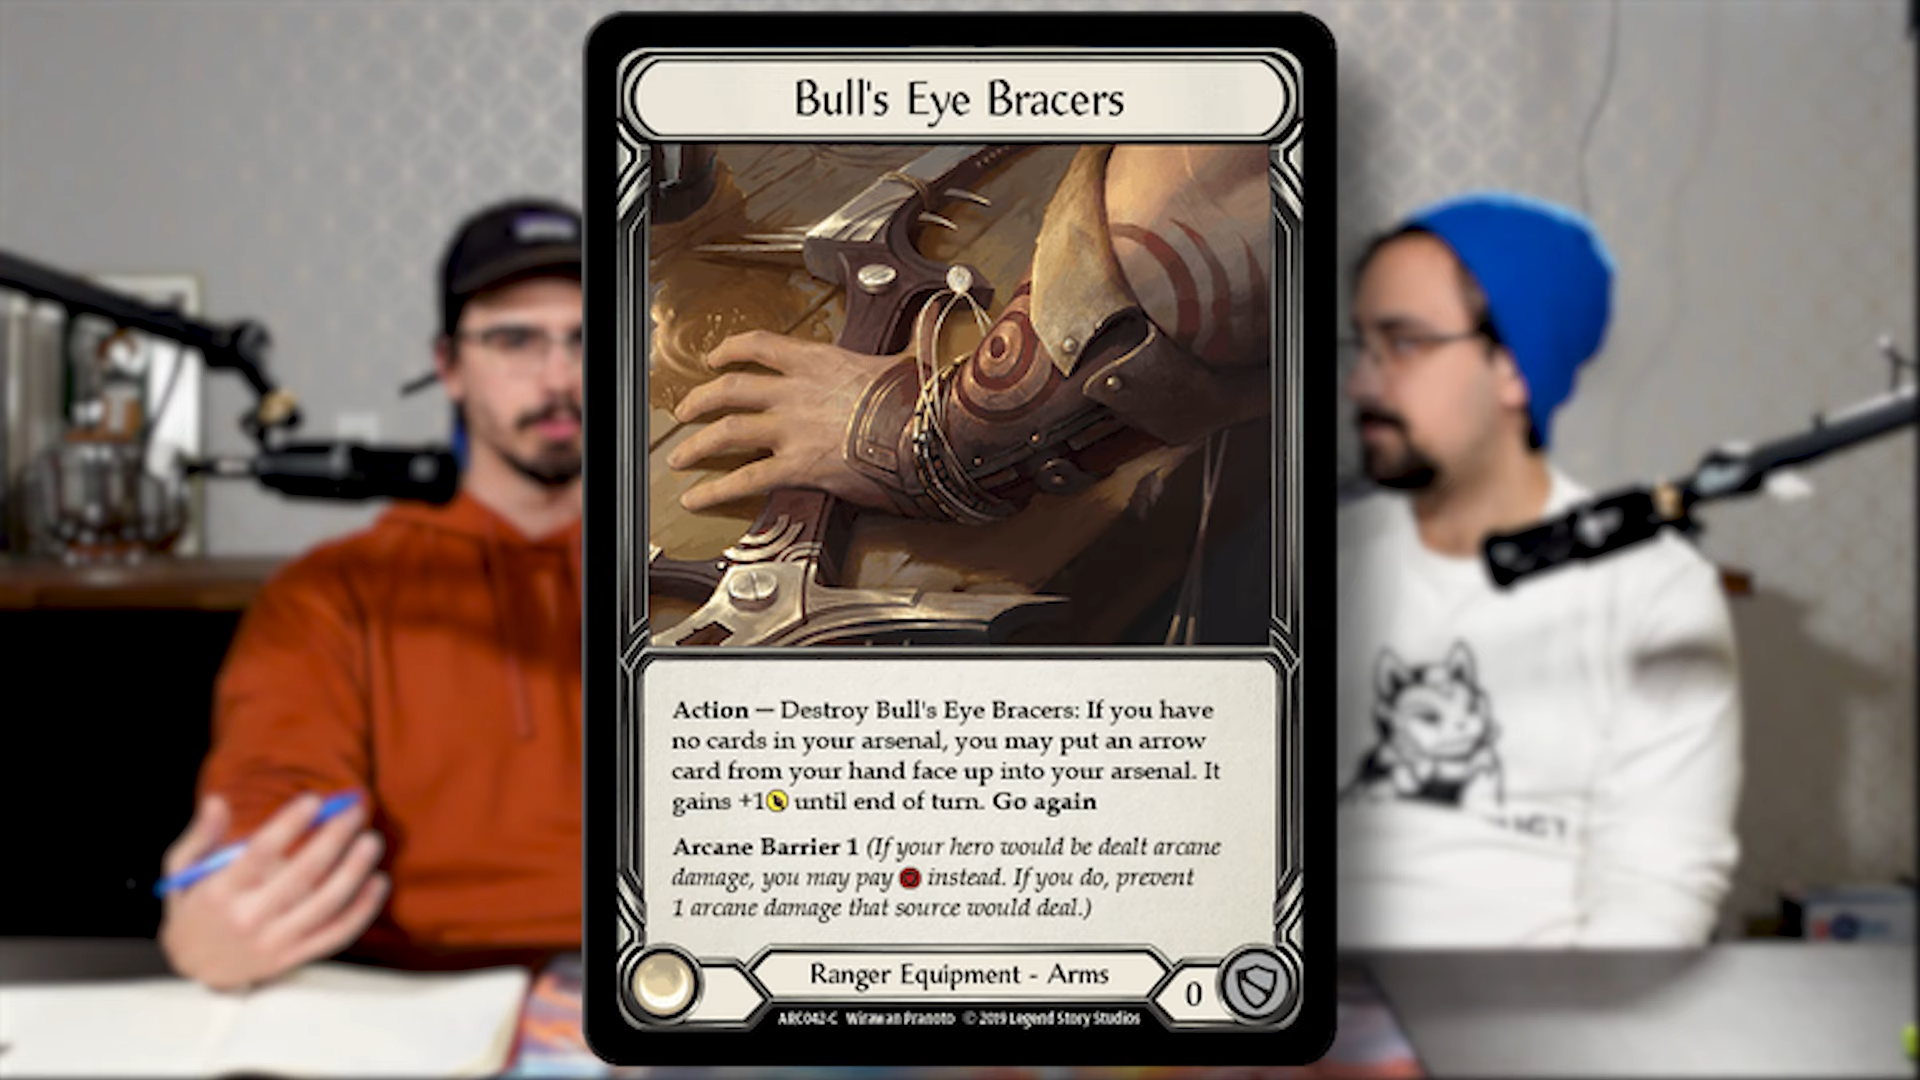 Bull's Eye Bracers
Action — Destroy Bull's Eye Bracers: If you have
no cards in your arsenal, you may put an arrow
card from your hand face up into your arsenal. It
gains +1 until end of turn. Go again
Arcane Barrier 1 (If your hero would be dealt arcane
damage, you may pay instead. If you do, prevent
1 arcane damage that source would deal.)
Ranger Equipment - Arms
0
ARC042-C Wirawan Pranoto © 2019 Legend Story Studios